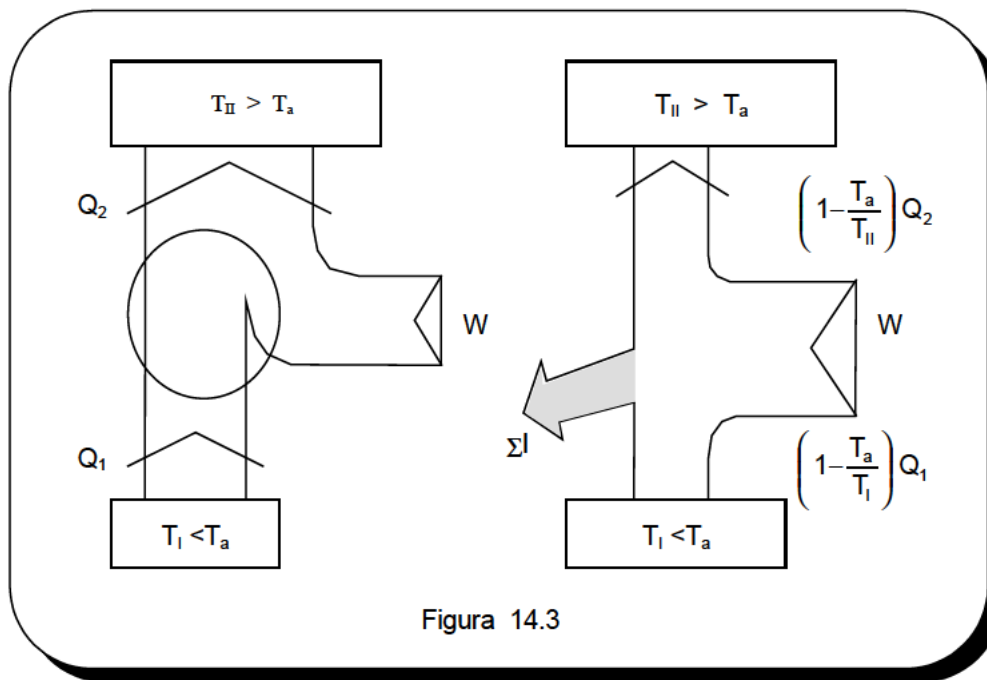 T_II > T_a
Q_2
W
Q_1
T_I <T_a
T_II > T_a
(1−T_a/T_II)Q_2
W
ΣI
(1−T_a/T_I)Q_1
T_I <T_a
Figura 14.3